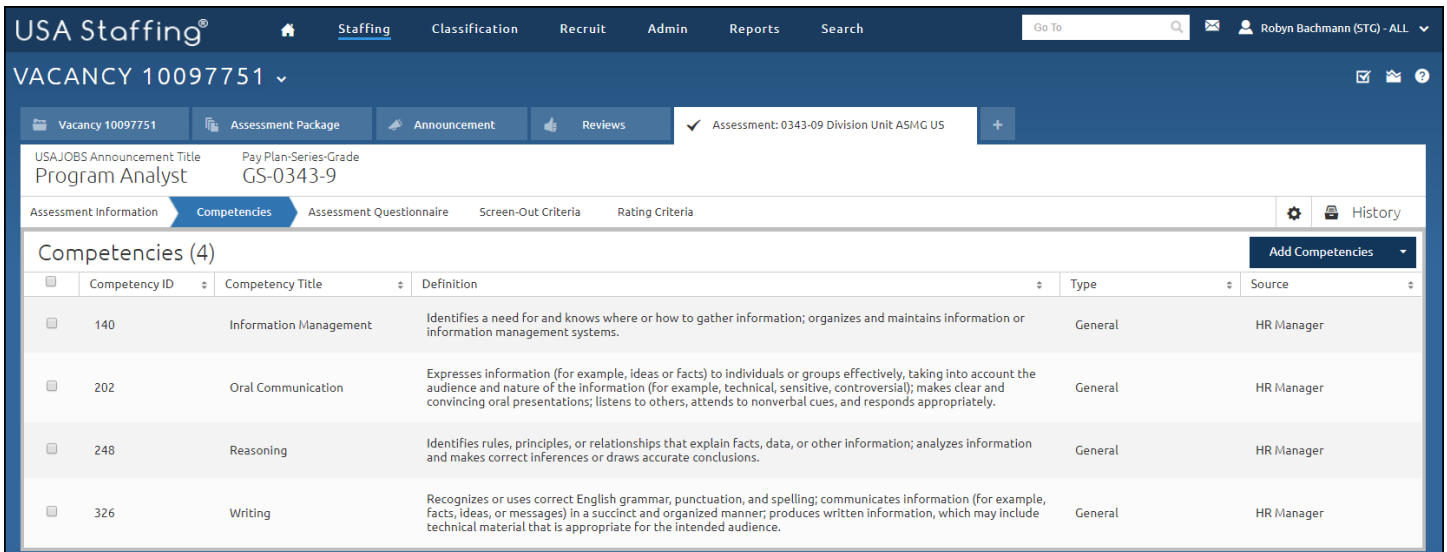 USA Staffing®
Staffing
Classification
Recruit
Admin
Reports
Search
Go To
Robyn Bachmann (STG) - ALL
VACANCY 10097751
Vacancy 10097751
Assessment Package
Announcement
Reviews
Assessment: 0343-09 Division Unit ASMG US
+
USAJOBS Announcement Title
Pay Plan-Series-Grade
Program Analyst
GS-0343-9
Assessment Information
Competencies
Assessment Questionnaire
Screen-Out Criteria
Rating Criteria
History
Competencies (4)
Add Competencies
Competency ID
Competency Title
Definition
Type
Source
140
Information Management
Identifies a need for and knows where or how to gather information; organizes and maintains information or
information management systems.
General
HR Manager
202
Oral Communication
Expresses information (for example, ideas or facts) to individuals or groups effectively, taking into account the
audience and nature of the information (for example, technical, sensitive, controversial); makes clear and
convincing oral presentations; listens to others, attends to nonverbal cues, and responds appropriately.
General
HR Manager
248
Reasoning
Identifies rules, principles, or relationships that explain facts, data, or other information; analyzes information
and makes correct inferences or draws accurate conclusions.
General
HR Manager
326
Writing
Recognizes or uses correct English grammar, punctuation, and spelling; communicates information (for example,
facts, ideas, or messages) in a succinct and organized manner; produces written information, which may include
technical material that is appropriate for the intended audience.
General
HR Manager